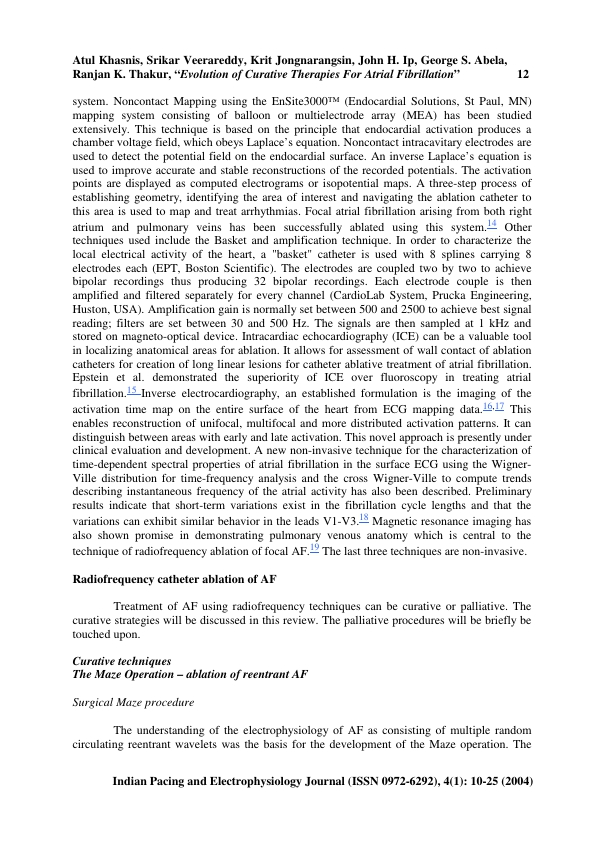 Atul Khasnis, Srikar Veerareddy, Krit Jongnarangsin, John H. Ip, George S. Abela,
Ranjan K. Thakur, “Evolution of Curative Therapies For Atrial Fibrillation” 12
system. Noncontact Mapping using the EnSite3000™ (Endocardial Solutions, St Paul, MN)
mapping system consisting of balloon or multielectrode array (MEA) has been studied
extensively. This technique is based on the principle that endocardial activation produces a
chamber voltage field, which obeys Laplace’s equation. Noncontact intracavitary electrodes are
used to detect the potential field on the endocardial surface. An inverse Laplace’s equation is
used to improve accurate and stable reconstructions of the recorded potentials. The activation
points are displayed as computed electrograms or isopotential maps. A three-step process of
establishing geometry, identifying the area of interest and navigating the ablation catheter to
this area is used to map and treat arrhythmias. Focal atrial fibrillation arising from both right
atrium and pulmonary veins has been successfully ablated using this system.14 Other
techniques used include the Basket and amplification technique. In order to characterize the
local electrical activity of the heart, a "basket" catheter is used with 8 splines carrying 8
electrodes each (EPT, Boston Scientific). The electrodes are coupled two by two to achieve
bipolar recordings thus producing 32 bipolar recordings. Each electrode couple is then
amplified and filtered separately for every channel (CardioLab System, Prucka Engineering,
Huston, USA). Amplification gain is normally set between 500 and 2500 to achieve best signal
reading; filters are set between 30 and 500 Hz. The signals are then sampled at 1 kHz and
stored on magneto-optical device. Intracardiac echocardiography (ICE) can be a valuable tool
in localizing anatomical areas for ablation. It allows for assessment of wall contact of ablation
catheters for creation of long linear lesions for catheter ablative treatment of atrial fibrillation.
Epstein et al. demonstrated the superiority of ICE over fluoroscopy in treating atrial
fibrillation.15 Inverse electrocardiography, an established formulation is the imaging of the
activation time map on the entire surface of the heart from ECG mapping data.16,17 This
enables reconstruction of unifocal, multifocal and more distributed activation patterns. It can
distinguish between areas with early and late activation. This novel approach is presently under
clinical evaluation and development. A new non-invasive technique for the characterization of
time-dependent spectral properties of atrial fibrillation in the surface ECG using the Wigner-
Ville distribution for time-frequency analysis and the cross Wigner-Ville to compute trends
describing instantaneous frequency of the atrial activity has also been described. Preliminary
results indicate that short-term variations exist in the fibrillation cycle lengths and that the
variations can exhibit similar behavior in the leads V1-V3.18 Magnetic resonance imaging has
also shown promise in demonstrating pulmonary venous anatomy which is central to the
technique of radiofrequency ablation of focal AF.19 The last three techniques are non-invasive.
Radiofrequency catheter ablation of AF
Treatment of AF using radiofrequency techniques can be curative or palliative. The
curative strategies will be discussed in this review. The palliative procedures will be briefly be
touched upon.
Curative techniques
The Maze Operation – ablation of reentrant AF
Surgical Maze procedure
The understanding of the electrophysiology of AF as consisting of multiple random
circulating reentrant wavelets was the basis for the development of the Maze operation. The
Indian Pacing and Electrophysiology Journal (ISSN 0972-6292), 4(1): 10-25 (2004)